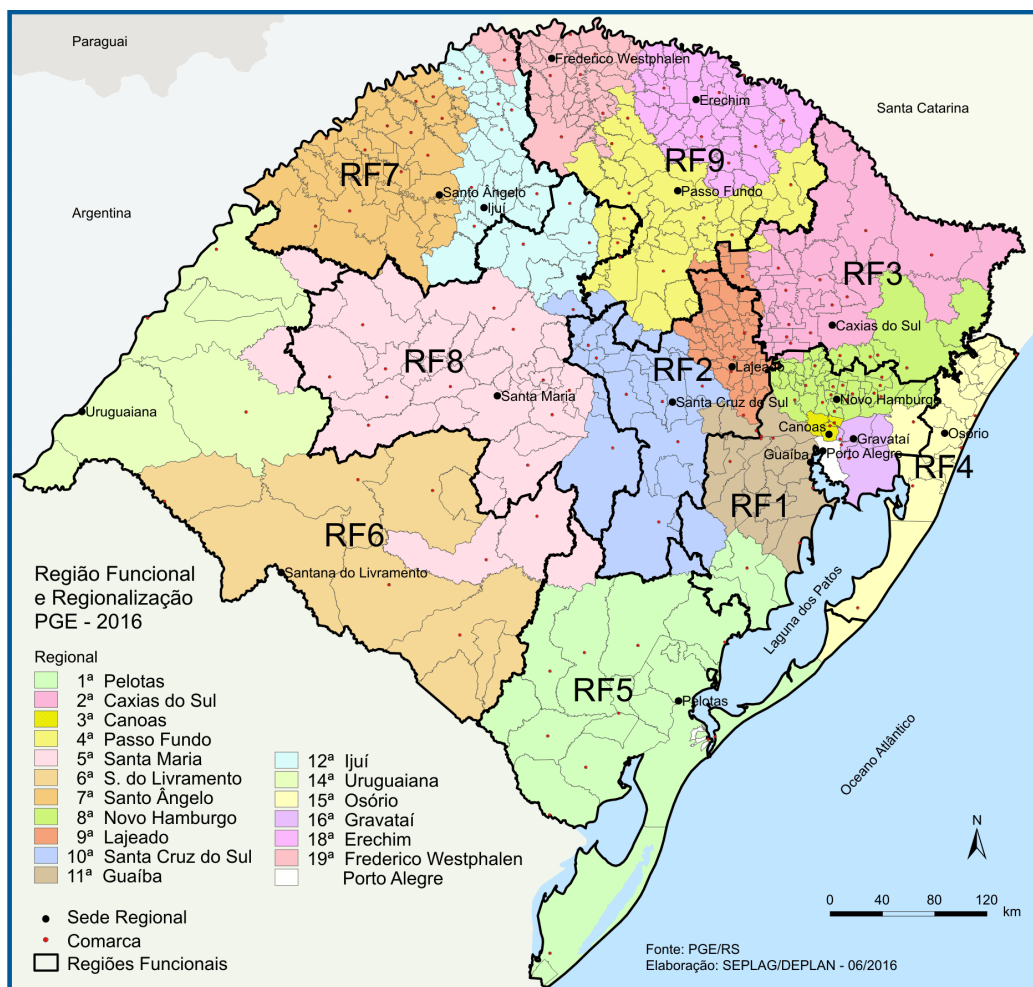 Paraguai
Frederico Westphalen
Erechim
Santa Catarina
RF9
RF7
Passo Fundo
Santo Ângelo
Ijuí
Argentina
RF3
Caxias do Sul
RF8
RF2
Lajeado
Santa Maria
Santa Cruz do Sul
Novo Hamburgo
Uruguaiana
Canoas
Gravataí
Osório
Guaíba
Porto Alegre
RF4
RF1
RF6
Santana do Livramento
Laguna dos Patos
RF5
Pelotas
Oceano Atlântico
Região Funcional
e Regionalização
PGE - 2016
Regional
1ª Pelotas
2ª Caxias do Sul
3ª Canoas
4ª Passo Fundo
5ª Santa Maria
6ª S. do Livramento
7ª Santo Ângelo
8ª Novo Hamburgo
9ª Lajeado
10ª Santa Cruz do Sul
11ª Guaíba
12ª Ijuí
14ª Uruguaiana
15ª Osório
16ª Gravataí
18ª Erechim
19ª Frederico Westphalen
Porto Alegre
Sede Regional
Comarca
Regiões Funcionais
N
0 40 80 120
km
Fonte: PGE/RS
Elaboração: SEPLAG/DEPLAN - 06/2016